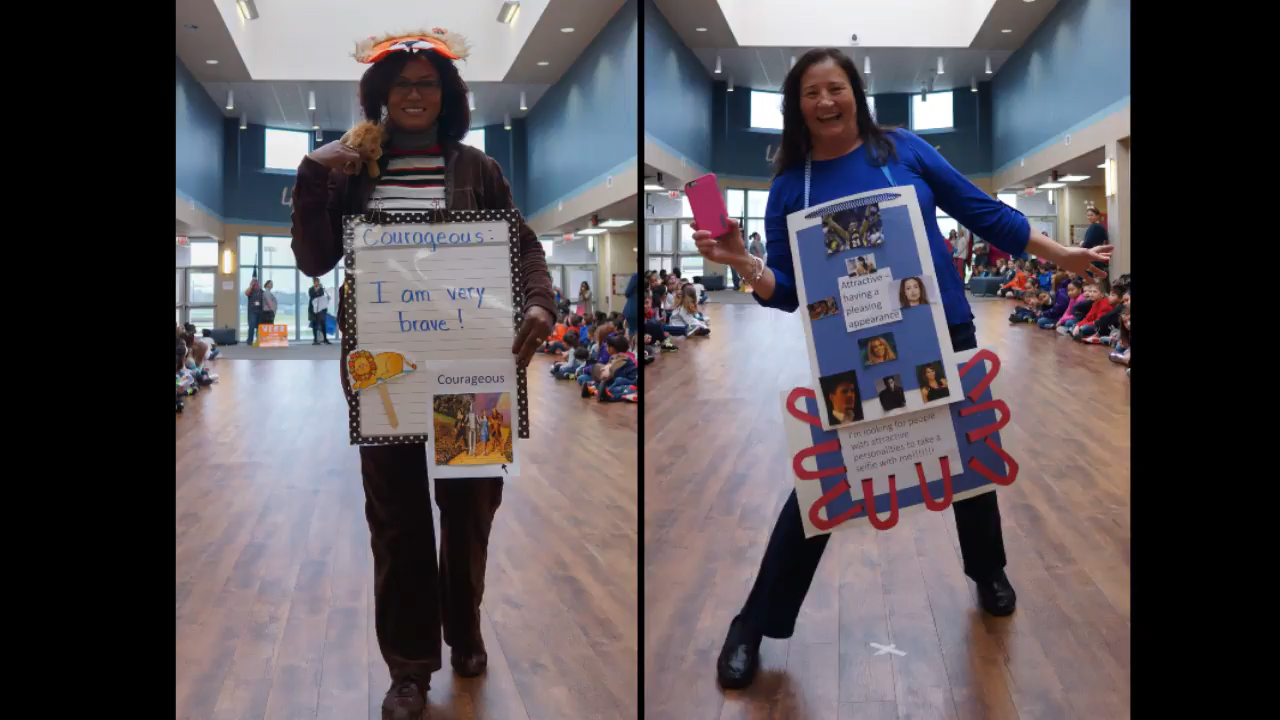 Courageous:
I am very
brave!
Courageous
Attractive -
having a
pleasing
appearance
I'm looking for people
with attractive
personalities to take a
selfie with me!!!!!!!